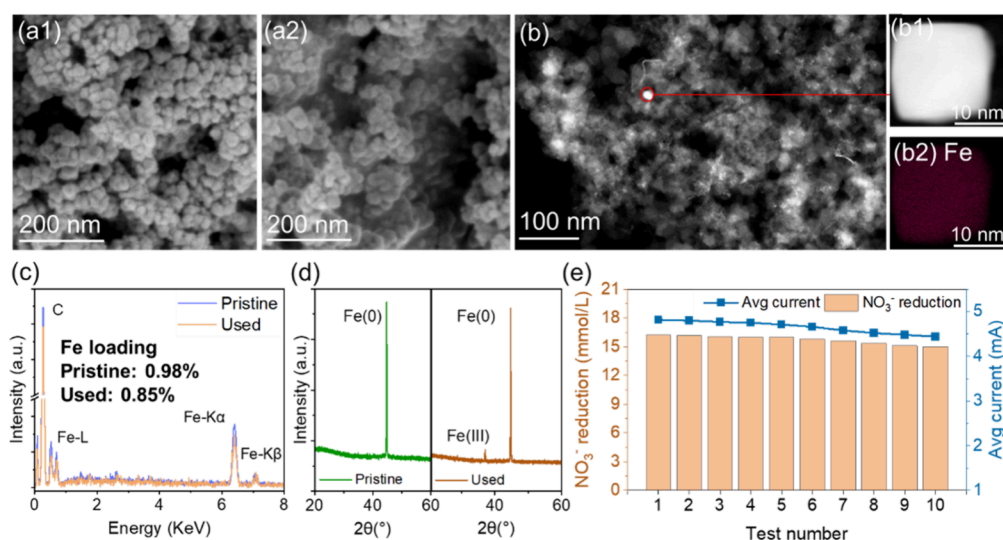 (a1)
200 nm
(a2)
200 nm
(b)
100 nm
(b1)
10 nm
(b2) Fe
10 nm
(c)
Intensity (a.u.)
C
Pristine
Used
Fe loading
Pristine: 0.98%
Used: 0.85%
Fe-L
Fe-Kα
Fe-Kβ
0 2 4 6 8
Energy (KeV)
(d)
Intensity (a.u.)
Fe(0)
Fe(0)
Fe(III)
Pristine
Used
20 40 60 40 60
2θ(°)
2θ(°)
(e)
NO3⁻ reduction (mmol/L)
21
18
15
12
9
6
3
0
Avg current
NO3⁻ reduction
5
4
3
2
1
Avg current (mA)
1 2 3 4 5 6 7 8 9 10
Test number